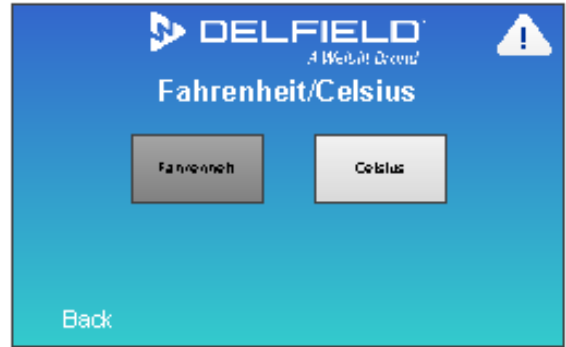 DELFIELD
A Welbilt Brand
Fahrenheit/Celsius
Fahrenheit
Celsius
Back